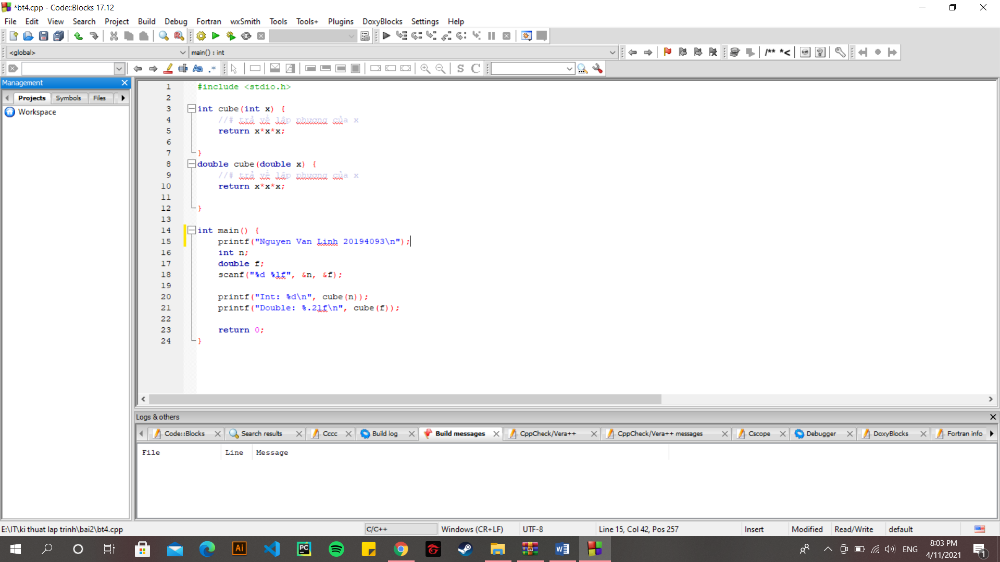 *bt4.cpp - Code::Blocks 17.12
File Edit View Search Project Build Debug Fortran wxSmith Tools Tools+ Plugins DoxyBlocks Settings Help
<global> main() : int
/** *<
Aa .* S C
Management
Projects Symbols Files
Workspace
1 #include <stdio.h>
2
3 int cube(int x) {
4 //# trả về lập phương của x
5 return x*x*x;
6
7 }
8 double cube(double x) {
9 //# trả về lập phương của x
10 return x*x*x;
11
12 }
13
14 int main() {
15 printf("Nguyen Van Linh 20194093\n");
16 int n;
17 double f;
18 scanf("%d %lf", &n, &f);
19
20 printf("Int: %d\n", cube(n));
21 printf("Double: %.2lf\n", cube(f));
22
23 return 0;
24 }
Logs & others
Code::Blocks Search results Cccc Build log Build messages CppCheck/Vera++ CppCheck/Vera++ messages Cscope Debugger DoxyBlocks Fortran info
File Line Message
E:\IT\ki thuat lap trinh\bai2\bt4.cpp C/C++ Windows (CR+LF) UTF-8 Line 15, Col 42, Pos 257 Insert Modified Read/Write default
Ai PC W ENG 8:03 PM
4/11/2021 1